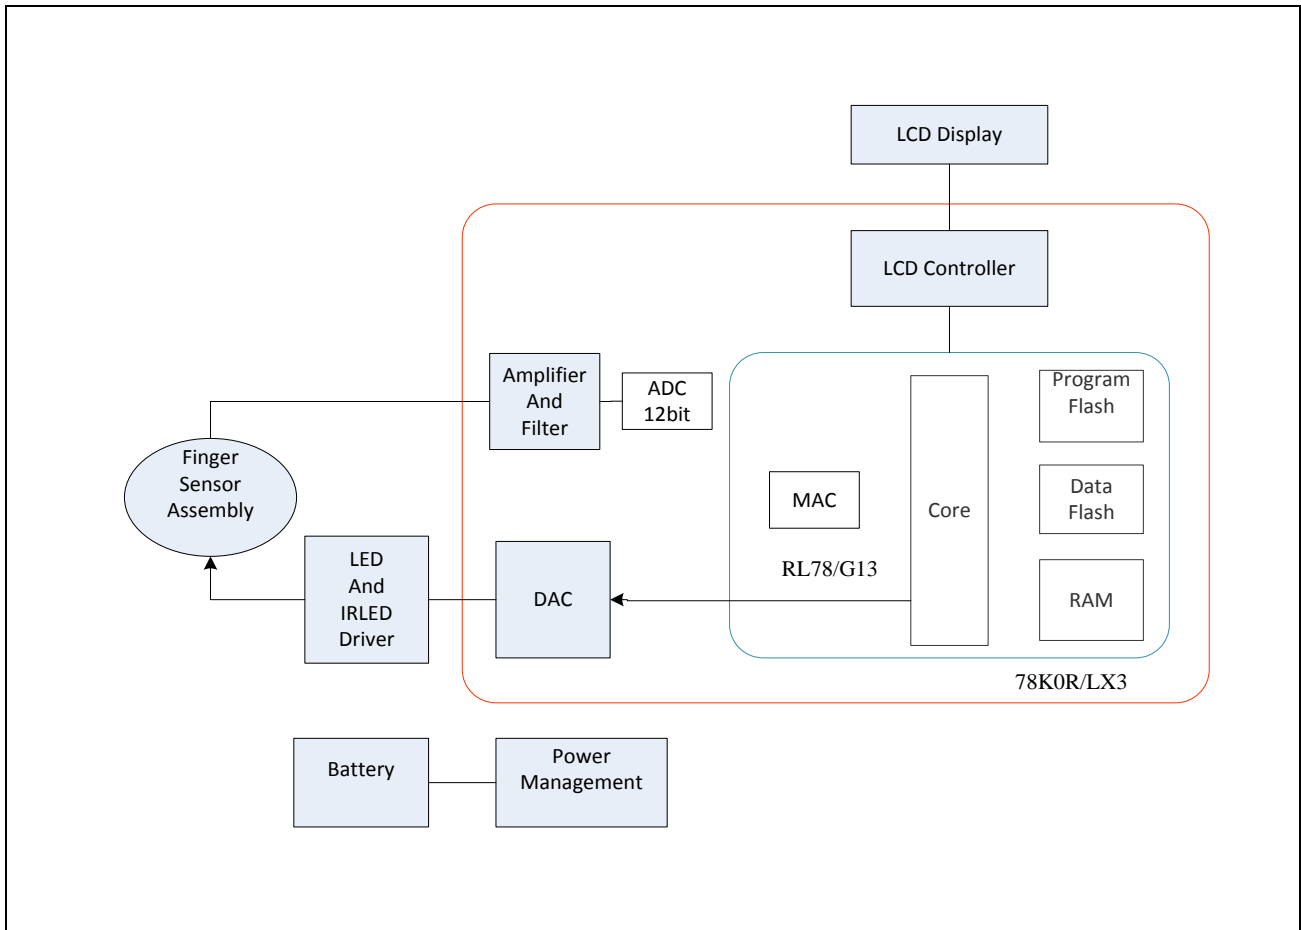 LCD Display
LCD Controller
Amplifier
And
Filter
ADC
12bit
Program
Flash
Finger
Sensor
Assembly
MAC
Core
Data
Flash
LED
And
IRLED
Driver
DAC
RL78/G13
RAM
78K0R/LX3
Battery
Power
Management